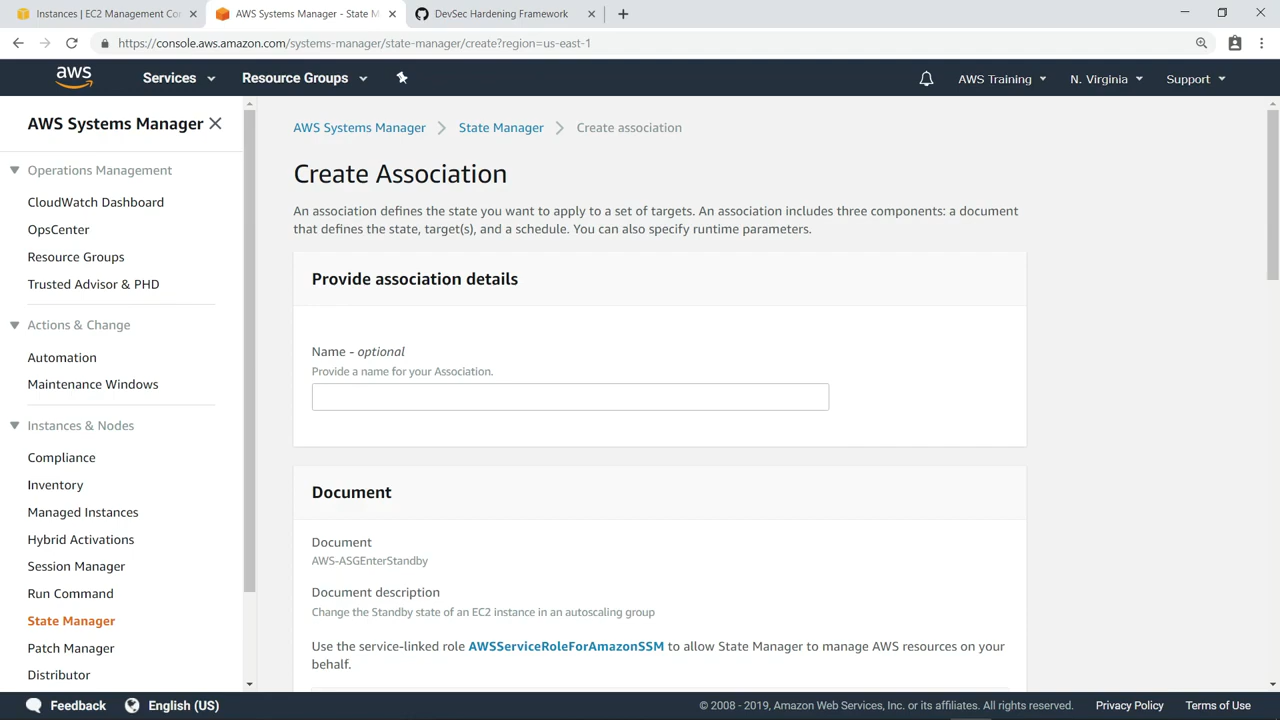 Instances | EC2 Management Con
AWS Systems Manager - State M
DevSec Hardening Framework
https://console.aws.amazon.com/systems-manager/state-manager/create?region=us-east-1
aws
Services
Resource Groups
AWS Training
N. Virginia
Support
AWS Systems Manager
Operations Management
CloudWatch Dashboard
OpsCenter
Resource Groups
Trusted Advisor & PHD
Actions & Change
Automation
Maintenance Windows
Instances & Nodes
Compliance
Inventory
Managed Instances
Hybrid Activations
Session Manager
Run Command
State Manager
Patch Manager
Distributor
AWS Systems Manager
State Manager
Create association
Create Association
An association defines the state you want to apply to a set of targets. An association includes three components: a document
that defines the state, target(s), and a schedule. You can also specify runtime parameters.
Provide association details
Name - optional
Provide a name for your Association.
Document
Document
AWS-ASGEnterStandby
Document description
Change the Standby state of an EC2 instance in an autoscaling group
Use the service-linked role AWSServiceRoleForAmazonSSM to allow State Manager to manage AWS resources on your
behalf.
Feedback
English (US)
© 2008 - 2019, Amazon Web Services, Inc. or its affiliates. All rights reserved.
Privacy Policy
Terms of Use